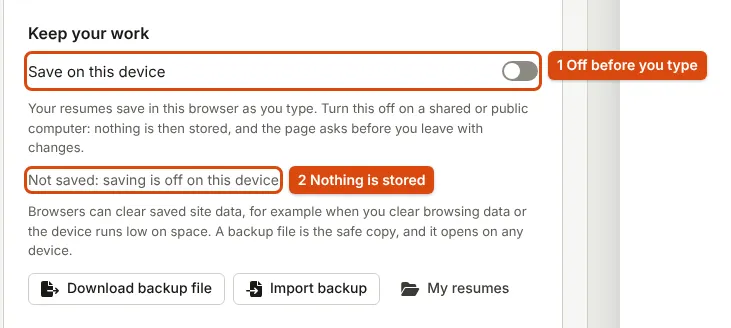 Keep your work
Save on this device
1 Off before you type
Your resumes save in this browser as you type. Turn this off on a shared or public
computer: nothing is then stored, and the page asks before you leave with
changes.
Not saved: saving is off on this device
2 Nothing is stored
Browsers can clear saved site data, for example when you clear browsing data or
the device runs low on space. A backup file is the safe copy, and it opens on any
device.
Download backup file
Import backup
My resumes